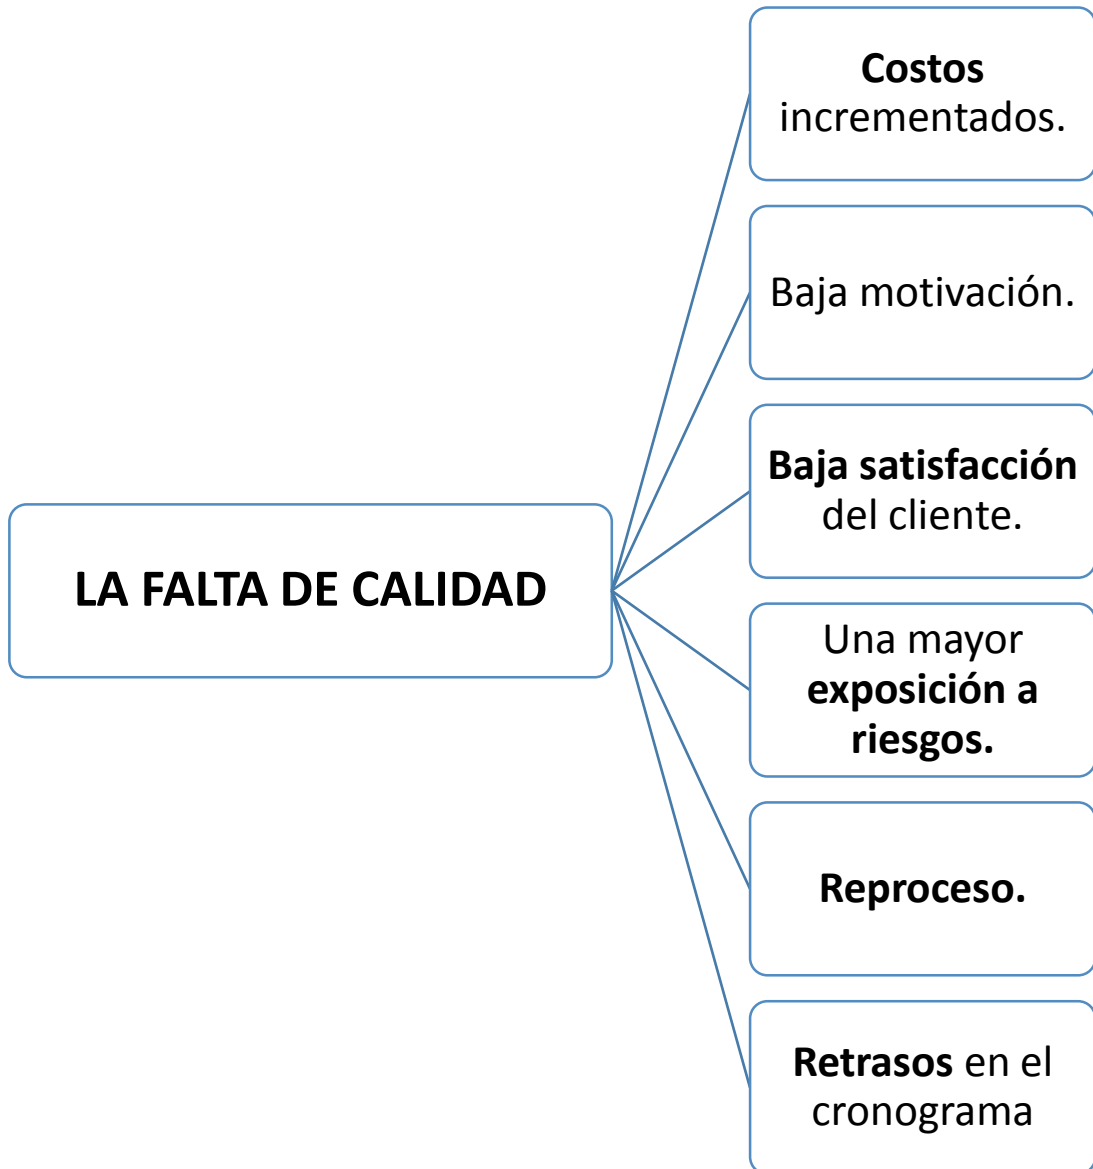 Costos
incrementados.
Baja motivación.
Baja satisfacción
del cliente.
LA FALTA DE CALIDAD
Una mayor
exposición a
riesgos.
Reproceso.
Retrasos en el
cronograma